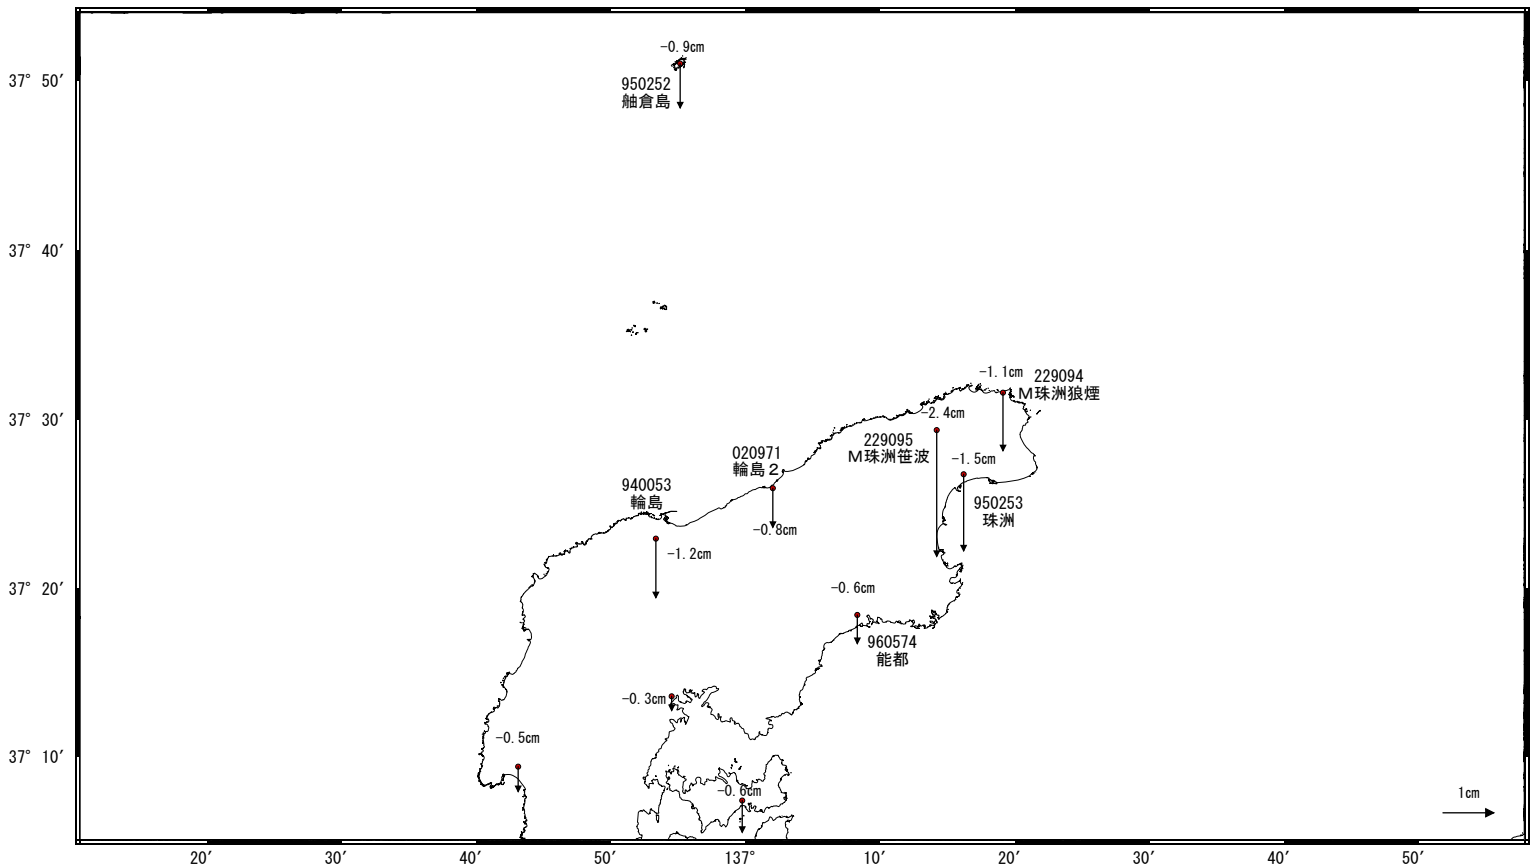 -0.9cm
37° 50′
950252
舳倉島
37° 40′
-1.1cm
229094
M珠洲狼煙
37° 30′
-2.4cm
229095
M珠洲笹波
-1.5cm
020971
輪島2
940053
輪島
950253
珠洲
-0.8cm
-1.2cm
37° 20′
-0.6cm
960574
能都
-0.3cm
-0.5cm
37° 10′
-0.6cm
1cm
20′
30′
40′
50′
137°
10′
20′
30′
40′
50′